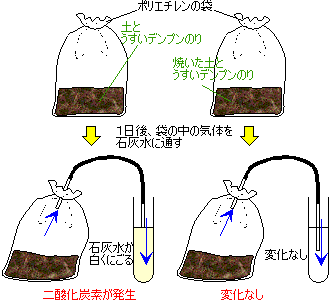 ポリエチレンの袋
土と
うすいデンプンのり
焼いた土と
うすいデンプンのり
1日後、袋の中の気体を
石灰水に通す
石灰水が
白くにごる
変化なし
二酸化炭素が発生
変化なし